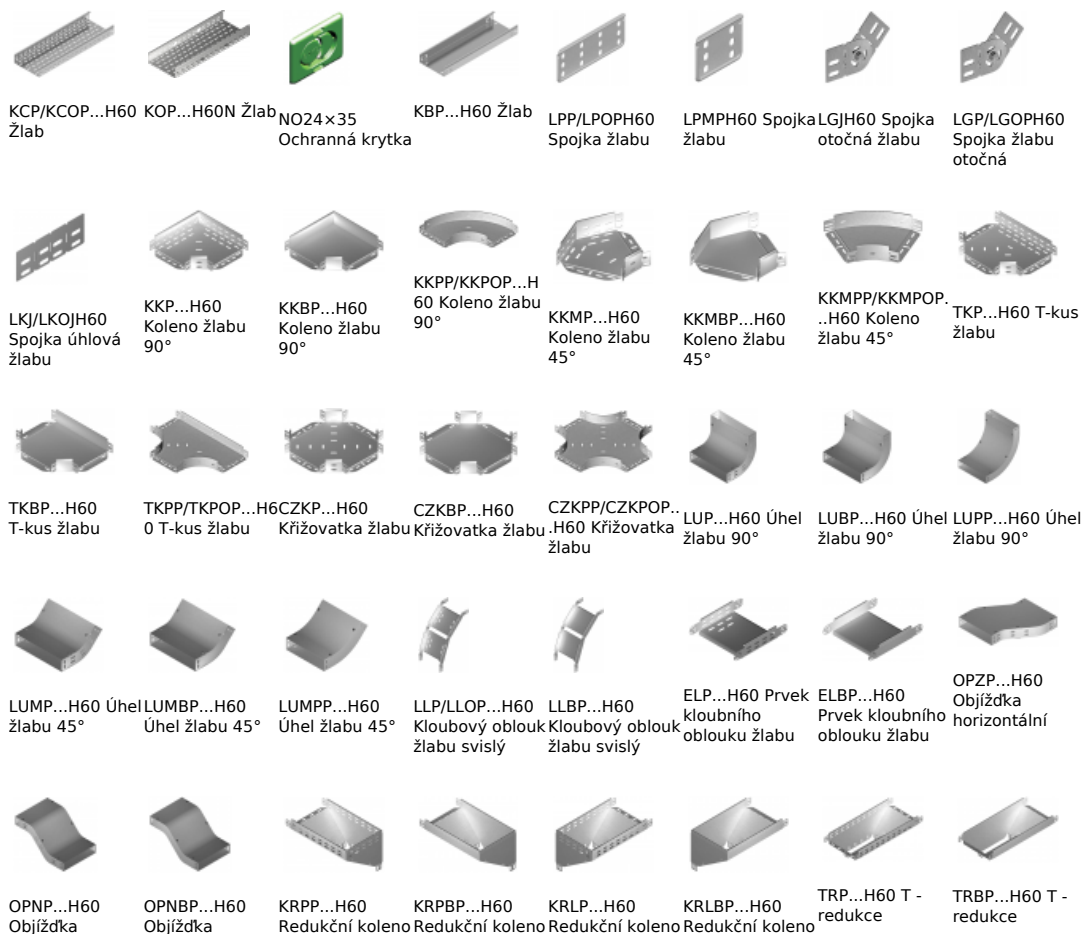 KCP/KCOP...H60
Žlab
KOP...H60N Žlab
NO24×35
Ochranná krytka
KBP...H60 Žlab
LPP/LPOPH60
Spojka žlabu
LPMPH60 Spojka
žlabu
LGJH60 Spojka
otočná žlabu
LGP/LGOPH60
Spojka žlabu
otočná
LKJ/LKOJH60
Spojka úhlová
žlabu
KKP...H60
Koleno žlabu
90°
KKBP...H60
Koleno žlabu
90°
KKPP/KKPOP...H
60 Koleno žlabu
90°
KKMP...H60
Koleno žlabu
45°
KKMBP...H60
Koleno žlabu
45°
KKMPP/KKMPOP.
..H60 Koleno
žlabu 45°
TKP...H60 T-kus
žlabu
TKBP...H60
T-kus žlabu
TKPP/TKPOP...H6
0 T-kus žlabu
CZKP...H60
Křižovatka žlabu
CZKBP...H60
Křižovatka žlabu
CZKPP/CZKPOP..
.H60 Křižovatka
žlabu
LUP...H60 Úhel
žlabu 90°
LUBP...H60 Úhel
žlabu 90°
LUPP...H60 Úhel
žlabu 90°
LUMP...H60 Úhel
žlabu 45°
LUMBP...H60
Úhel žlabu 45°
LUMPP...H60
Úhel žlabu 45°
LLP/LLOP...H60
Kloubový oblouk
žlabu svislý
LLBP...H60
Kloubový oblouk
žlabu svislý
ELP...H60 Prvek
kloubního
oblouku žlabu
ELBP...H60
Prvek kloubního
oblouku žlabu
OPZP...H60
Objížďka
horizontální
OPNP...H60
Objížďka
OPNBP...H60
Objížďka
KRPP...H60
Redukční koleno
KRPBP...H60
Redukční koleno
KRLP...H60
Redukční koleno
KRLBP...H60
Redukční koleno
TRP...H60 T -
redukce
TRBP...H60 T -
redukce